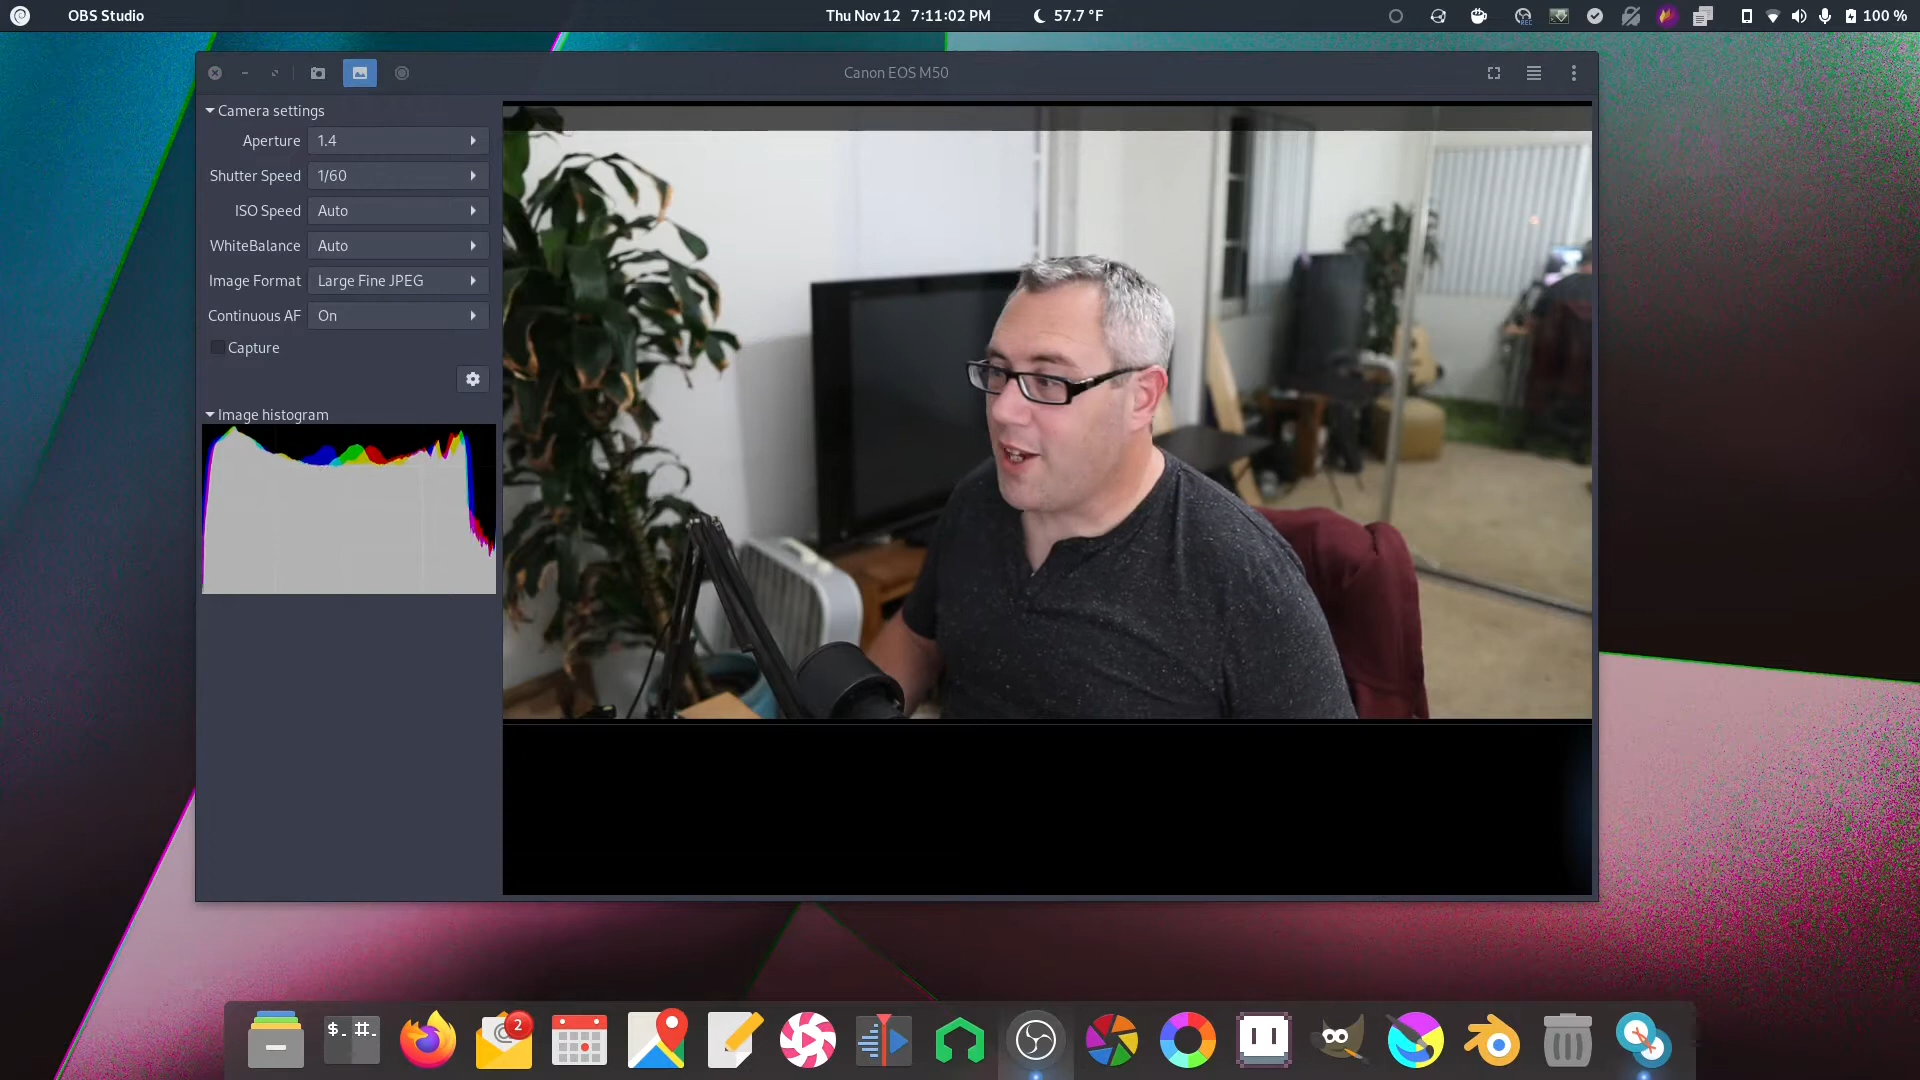 OBS Studio
Thu Nov 12 7:11:02 PM
57.7 °F
REC
100 %
Canon EOS M50
Camera settings
Aperture 1.4
Shutter Speed 1/60
ISO Speed Auto
WhiteBalance Auto
Image Format Large Fine JPEG
Continuous AF On
Capture
Image histogram
$_ #.
2